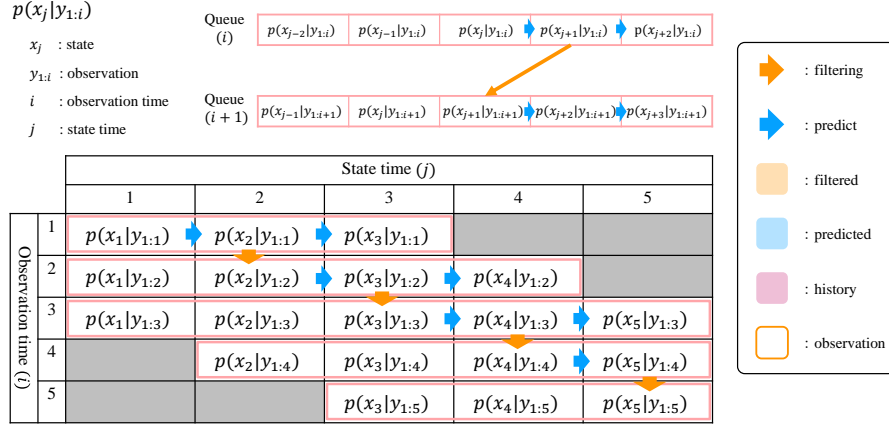 p(x_j|y_{1:i})
x_j : state
y_{1:i} : observation
i : observation time
j : state time
Queue
(i)
p(x_{j−2}|y_{1:i}) p(x_{j−1}|y_{1:i}) p(x_j|y_{1:i}) p(x_{j+1}|y_{1:i}) p(x_{j+2}|y_{1:i})
Queue
(i + 1)
p(x_{j−1}|y_{1:i+1}) p(x_j|y_{1:i+1}) p(x_{j+1}|y_{1:i+1}) p(x_{j+2}|y_{1:i+1}) p(x_{j+3}|y_{1:i+1})
: filtering
: predict
: filtered
: predicted
: history
: observation
State time (j)
1 2 3 4 5
Observation time (i)
1 p(x_1|y_{1:1}) p(x_2|y_{1:1}) p(x_3|y_{1:1})
2 p(x_1|y_{1:2}) p(x_2|y_{1:2}) p(x_3|y_{1:2}) p(x_4|y_{1:2})
3 p(x_1|y_{1:3}) p(x_2|y_{1:3}) p(x_3|y_{1:3}) p(x_4|y_{1:3}) p(x_5|y_{1:3})
4 p(x_2|y_{1:4}) p(x_3|y_{1:4}) p(x_4|y_{1:4}) p(x_5|y_{1:4})
5 p(x_3|y_{1:5}) p(x_4|y_{1:5}) p(x_5|y_{1:5})